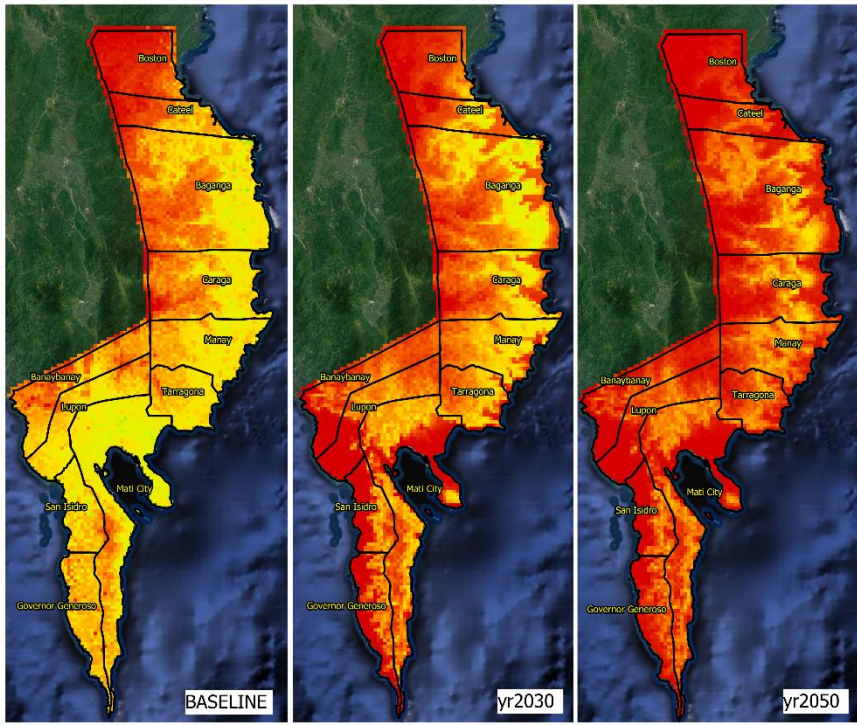 Boston
Cateel
Baganga
Caraga
Manay
Banaybanay
Tarragona
Lupon
Mati City
San Isidro
Governor Generoso
BASELINE
Boston
Cateel
Baganga
Caraga
Manay
Banaybanay
Tarragona
Lupon
Mati City
San Isidro
Governor Generoso
yr2030
Boston
Cateel
Baganga
Caraga
Manay
Banaybanay
Tarragona
Lupon
Mati City
San Isidro
Governor Generoso
yr2050